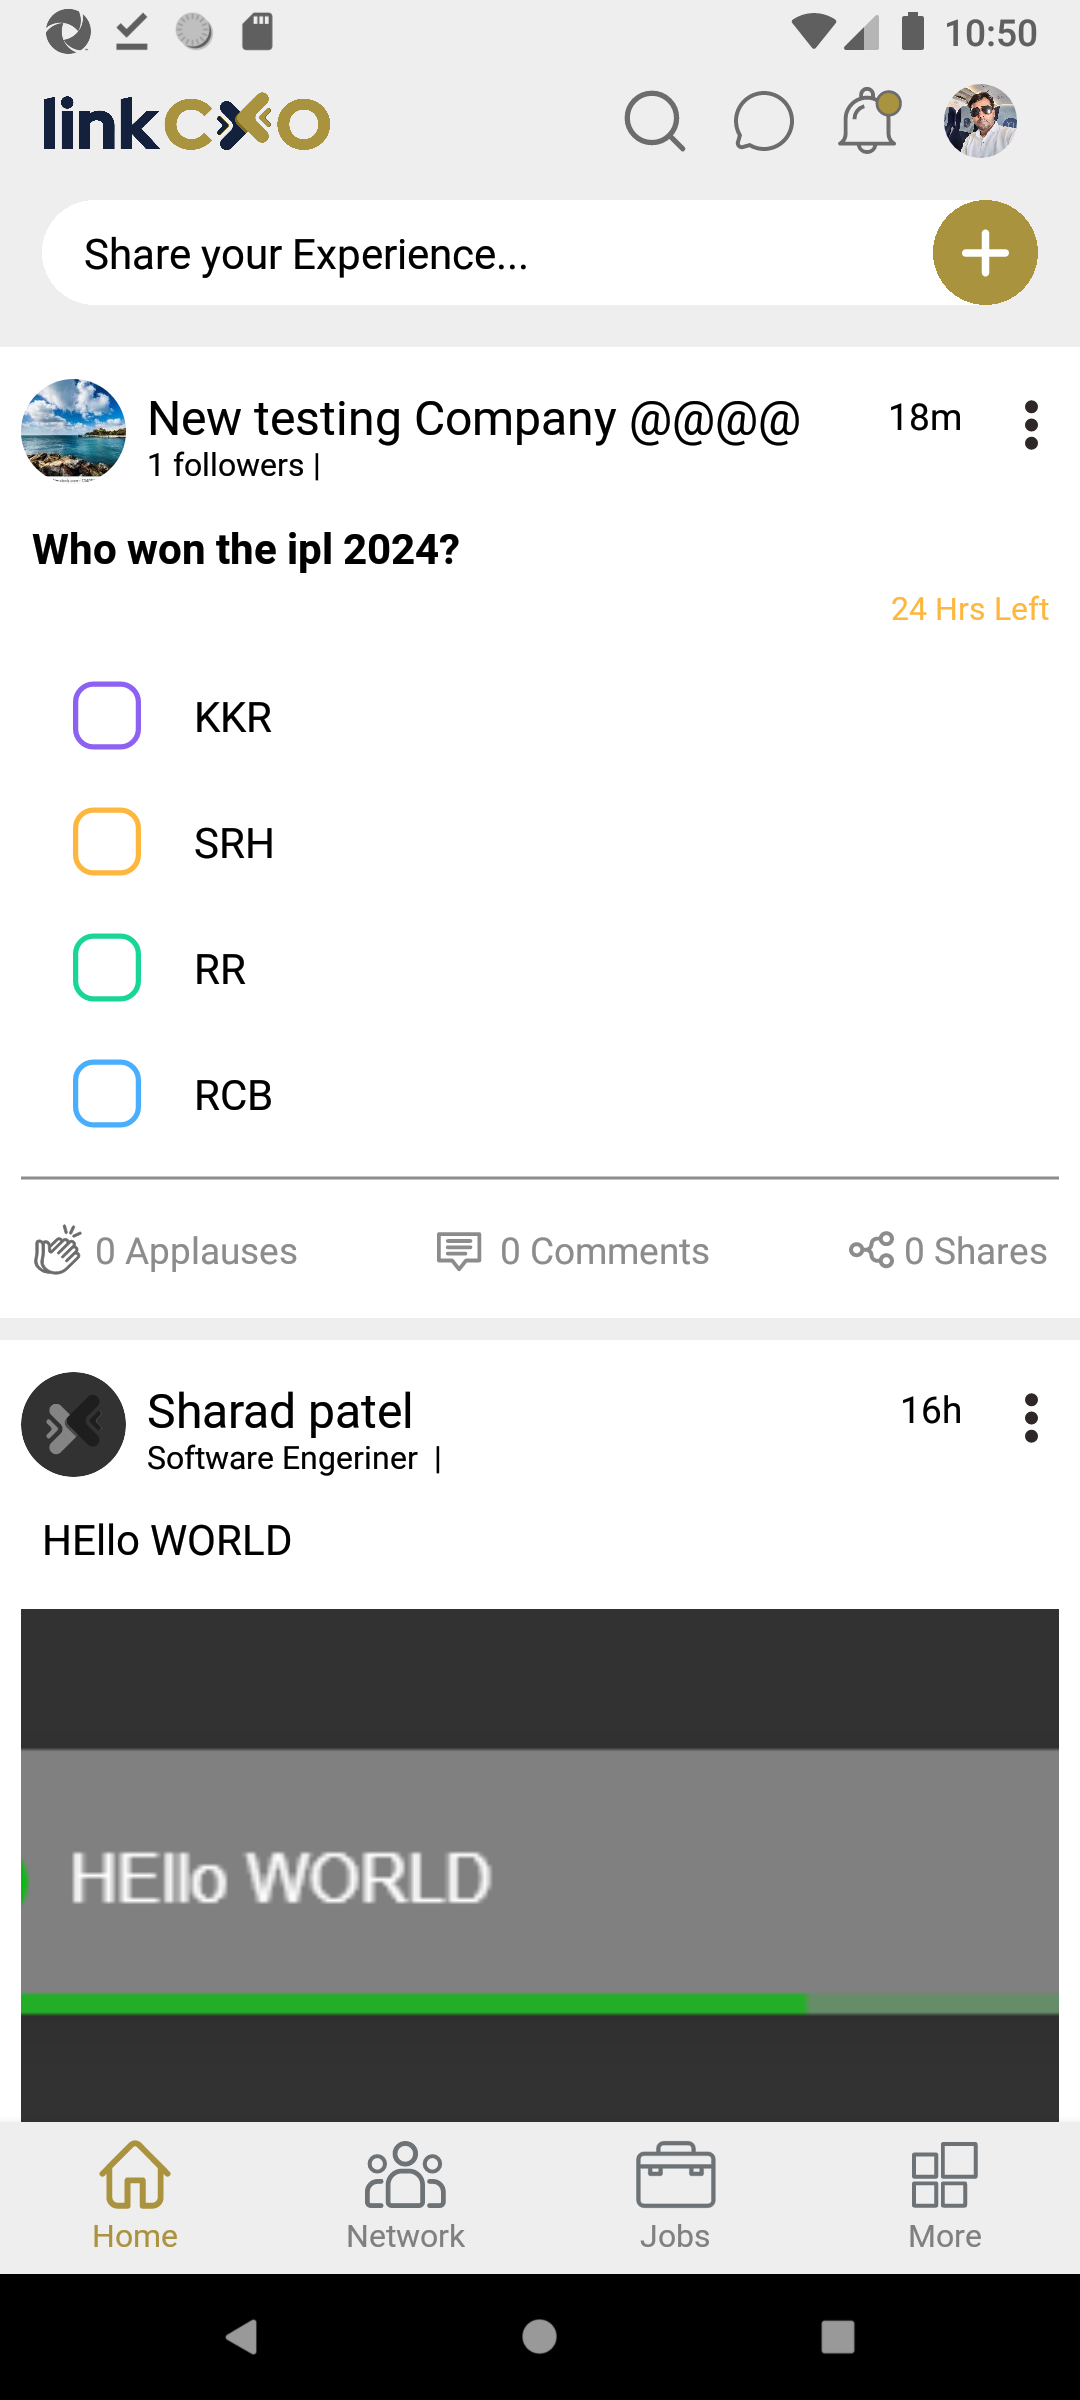 10:50
linkCXO
Share your Experience...
New testing Company @@@@
18m
1 followers |
Who won the ipl 2024?
24 Hrs Left
KKR
SRH
RR
RCB
0 Applauses
0 Comments
0 Shares
Sharad patel
16h
Software Engeriner |
HEllo WORLD
HEllo WORLD
Home
Network
Jobs
More